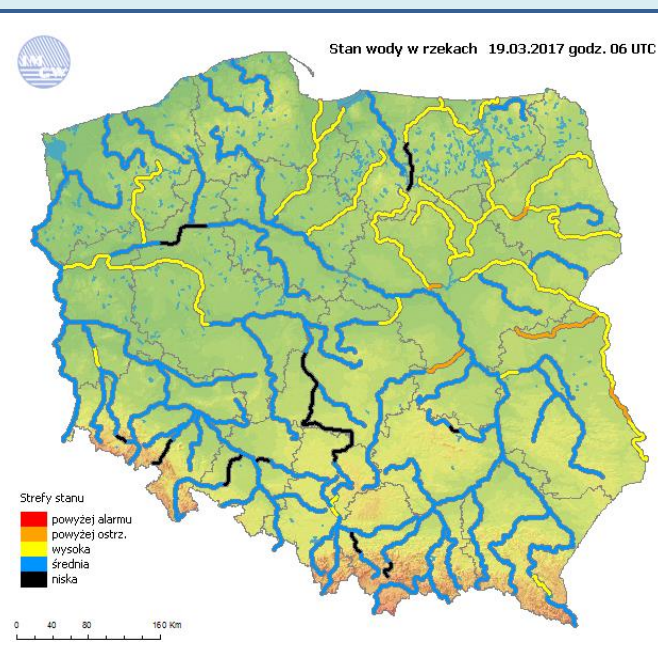 Stan wody w rzekach 19.03.2017 godz. 06 UTC
Strefy stanu
powyżej alarmu
powyżej ostrz.
wysoka
średnia
niska
0 40 80 160 Km